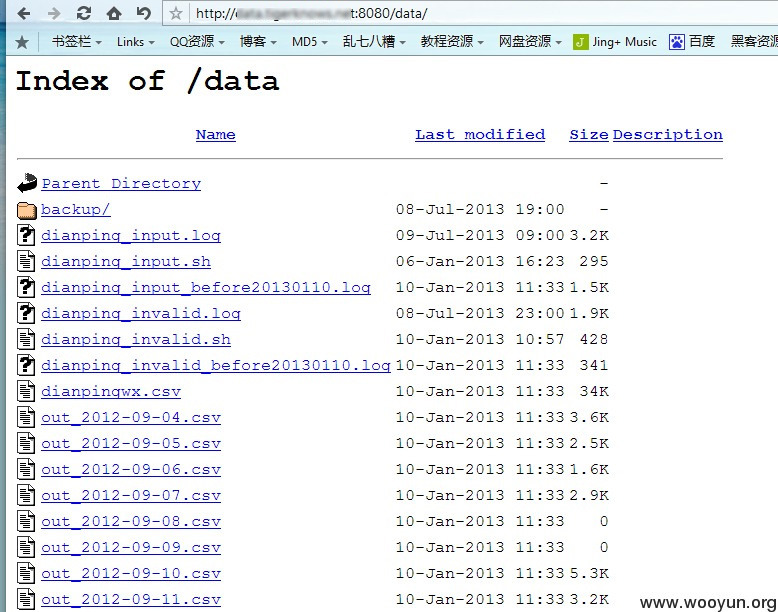 http://        :8080/data/
书签栏 Links QQ资源 博客 MD5 乱七八糟 教程资源 网盘资源 Jing+ Music 百度 黑客资源
Index of /data
Name Last modified Size Description
Parent Directory -
backup/ 08-Jul-2013 19:00 -
dianping_input.log 09-Jul-2013 09:00 3.2K
dianping_input.sh 06-Jan-2013 16:23 295
dianping_input_before20130110.log 10-Jan-2013 11:33 1.5K
dianping_invalid.log 08-Jul-2013 23:00 1.9K
dianping_invalid.sh 10-Jan-2013 10:57 428
dianping_invalid_before20130110.log 10-Jan-2013 11:33 341
dianpingwx.csv 10-Jan-2013 11:33 34K
out_2012-09-04.csv 10-Jan-2013 11:33 3.6K
out_2012-09-05.csv 10-Jan-2013 11:33 2.5K
out_2012-09-06.csv 10-Jan-2013 11:33 1.6K
out_2012-09-07.csv 10-Jan-2013 11:33 2.9K
out_2012-09-08.csv 10-Jan-2013 11:33 0
out_2012-09-09.csv 10-Jan-2013 11:33 0
out_2012-09-10.csv 10-Jan-2013 11:33 5.3K
out_2012-09-11.csv 10-Jan-2013 11:33 3.2K
www.wooyun.org